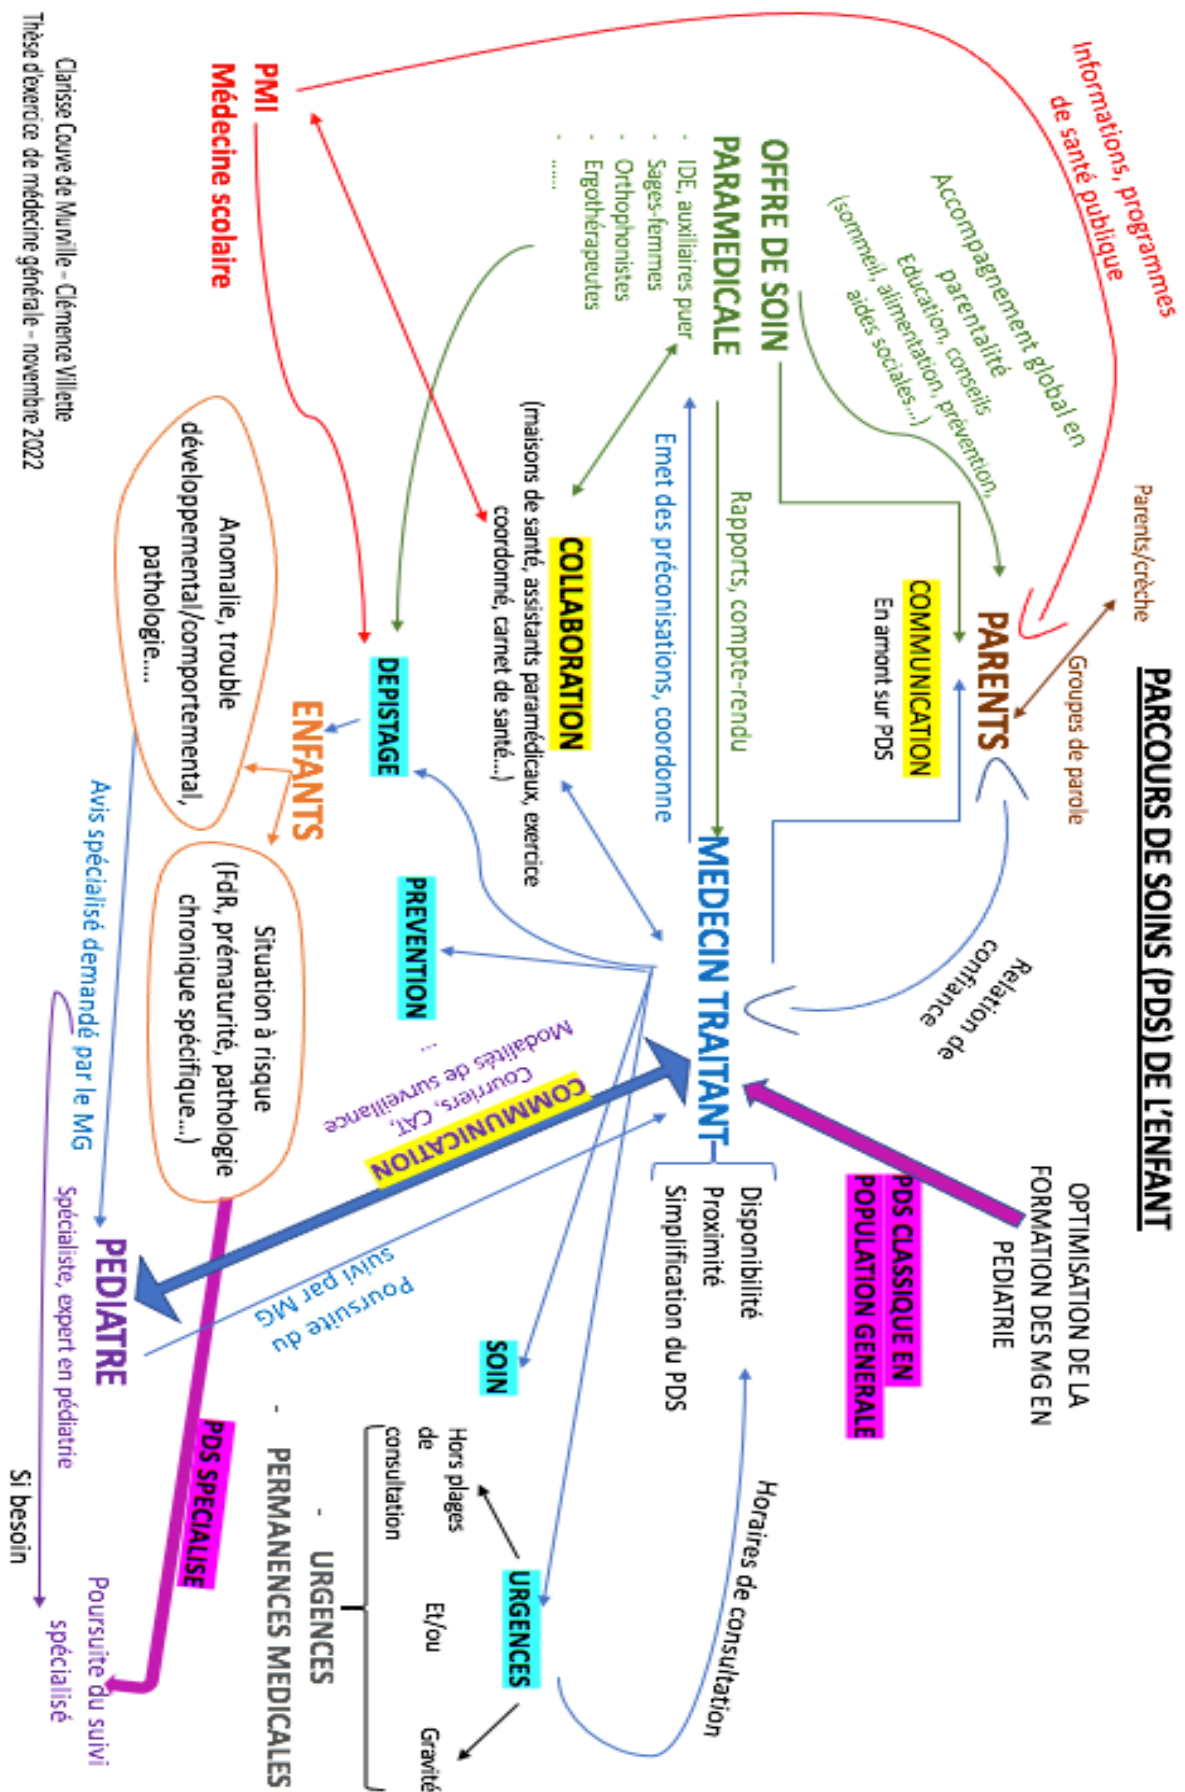 PARCOURS DE SOINS (PDS) DE L'ENFANT
Informations, programmes
de santé publique
Parents/crèche
Groupes de parole
PARENTS
Accompagnement global en
parentalité
Education, conseils
(sommeil, alimentation, prévention,
aides sociales...)
COMMUNICATION
En amont sur PDS
Relation de
confiance
OPTIMISATION DE LA
FORMATION DES MG EN
PEDIATRIE
PDS CLASSIQUE EN
POPULATION GENERALE
OFFRE DE SOIN
PARAMEDICALE
- IDE, auxiliaires puer
- Sages-femmes
- Orthophonistes
- Ergothérapeutes
- ......
Rapports, compte-rendu
Emet des préconisations, coordonne
MEDECIN TRAITANT
Disponibilité
Proximité
Simplification du PDS
Horaires de consultation
COLLABORATION
(maisons de santé, assistants paramédicaux, exercice
coordonné, carnet de santé...)
PMI
Médecine scolaire
DEPISTAGE
PREVENTION
SOIN
URGENCES
Hors plages
de
consultation
Et/ou
Gravité
- URGENCES
- PERMANENCES MEDICALES
COMMUNICATION
Courriers, CAT,
Modalités de surveillance
...
Poursuite du
suivi par MG
ENFANTS
Anomalie, trouble
développemental/comportemental,
pathologie....
Situation à risque
(FdR, prématurité, pathologie
chronique spécifique...)
PDS SPECIALISE
Avis spécialisé demandé par le MG
PEDIATRE
Spécialiste, expert en pédiatrie
Si besoin
Poursuite du suivi
spécialisé
Clarisse Couve de Murville – Clémence Villette
Thèse d'exercice de médecine générale – novembre 2022